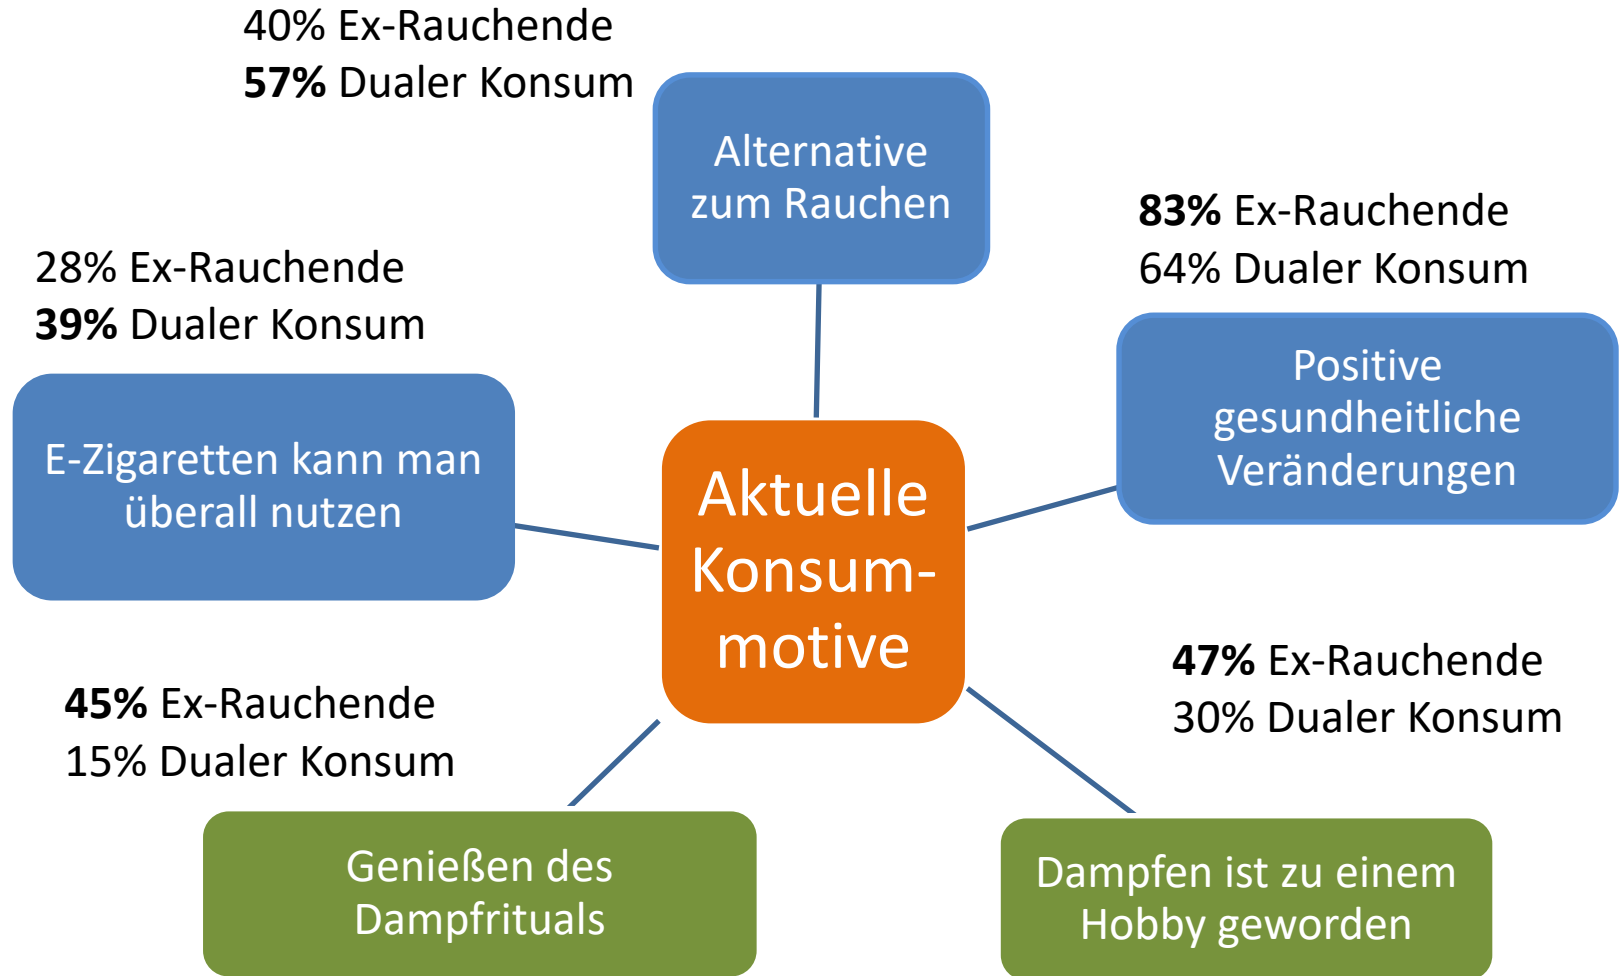 40% Ex-Rauchende
57% Dualer Konsum
Alternative
zum Rauchen
83% Ex-Rauchende
64% Dualer Konsum
Positive
gesundheitliche
Veränderungen
28% Ex-Rauchende
39% Dualer Konsum
E-Zigaretten kann man
überall nutzen
Aktuelle
Konsum-
motive
47% Ex-Rauchende
30% Dualer Konsum
Dampfen ist zu einem
Hobby geworden
45% Ex-Rauchende
15% Dualer Konsum
Genießen des
Dampfrituals